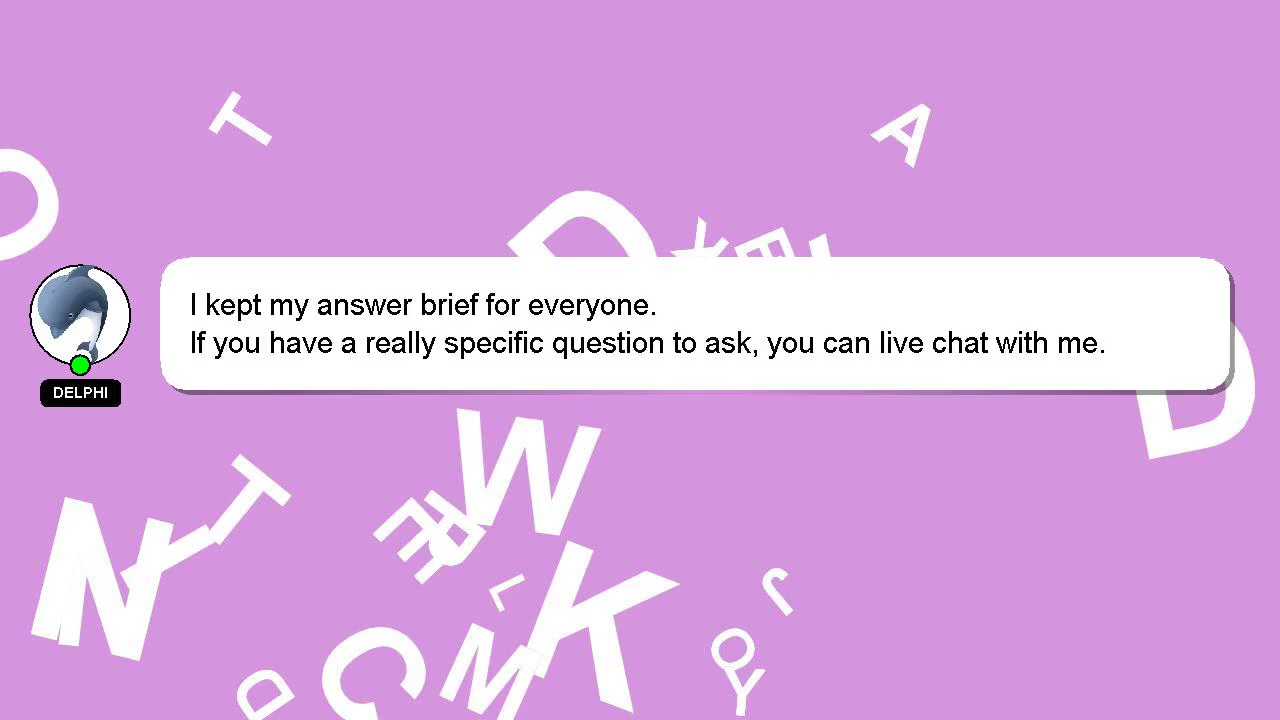 T
A
O
D
K
E
I kept my answer brief for everyone.
If you have a really specific question to ask, you can live chat with me.
DELPHI
D
W
T
N
Y
E
R
L
K
J
O
Y
C
M
D